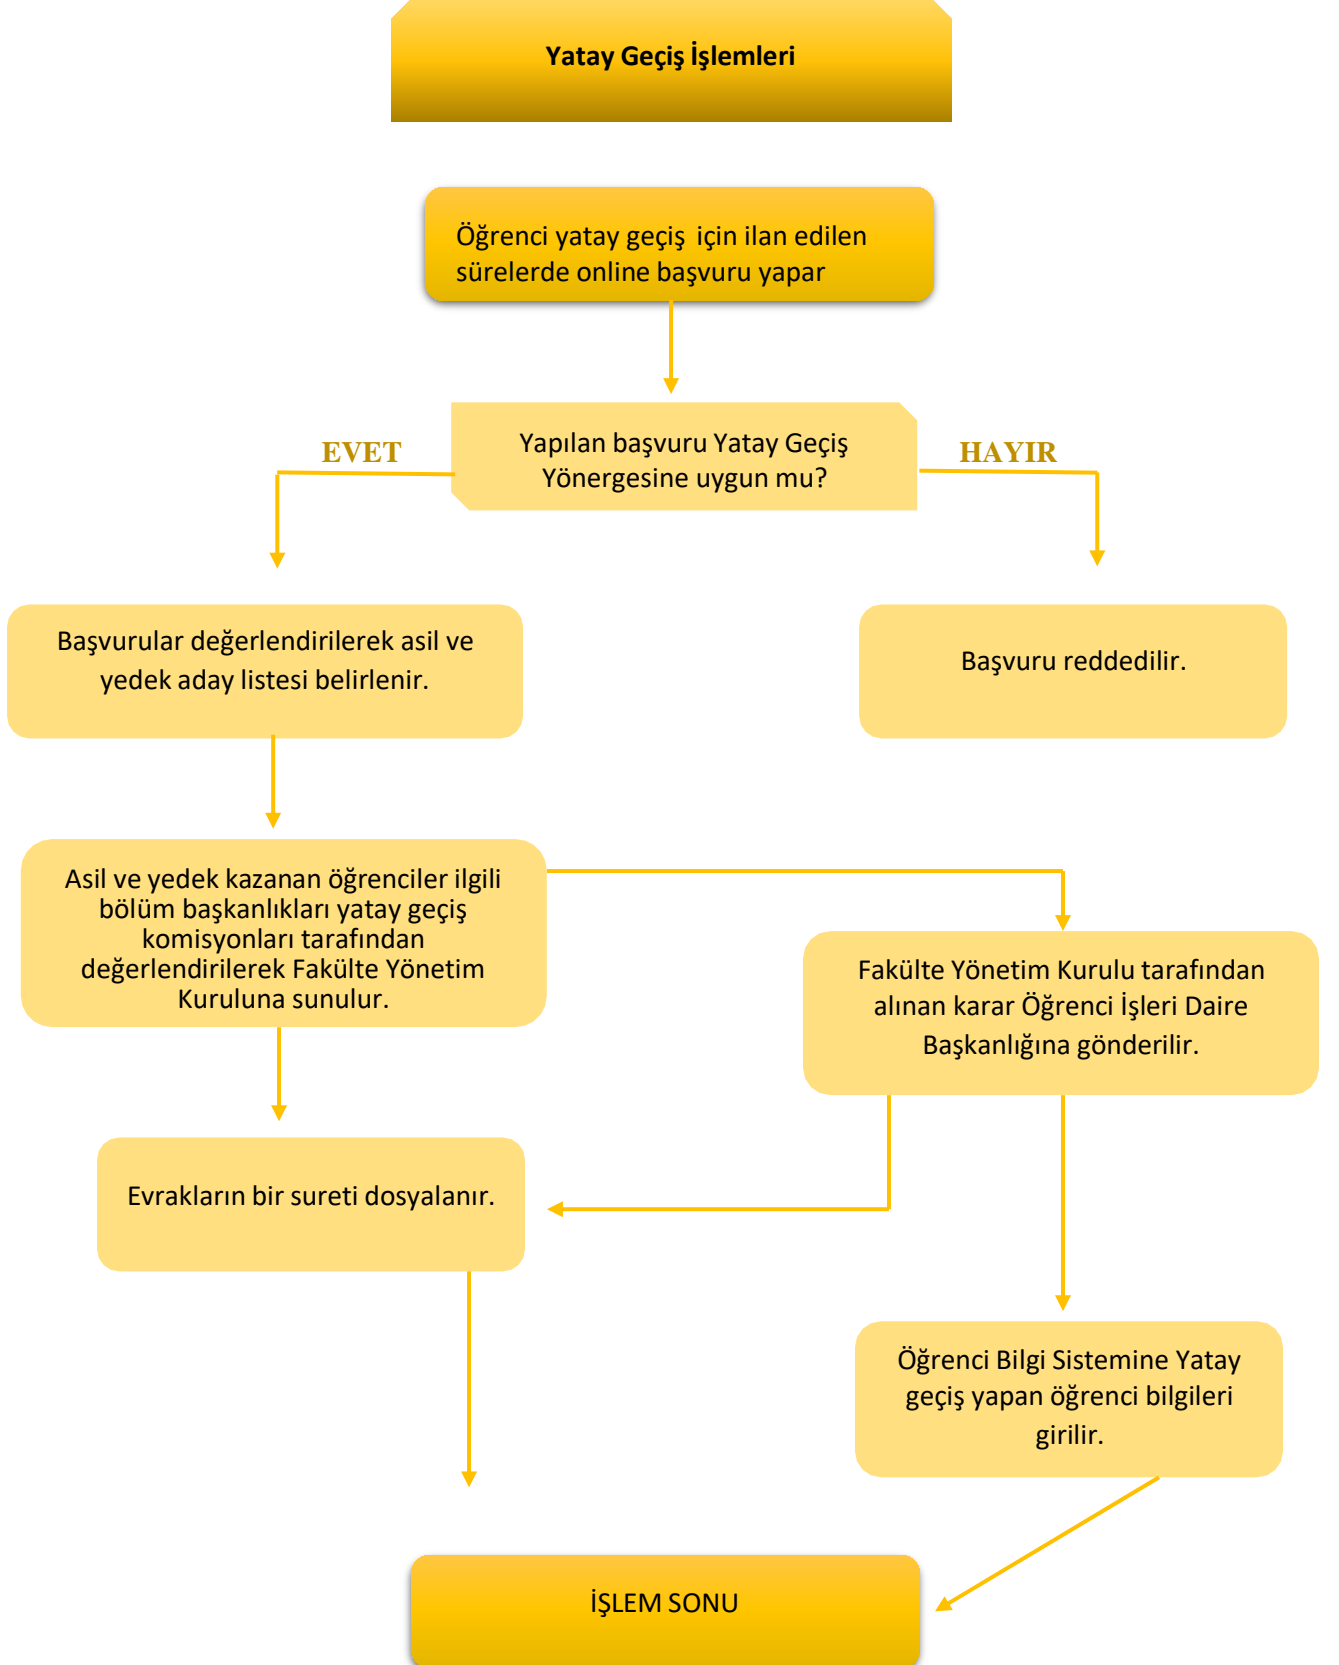 Yatay Geçiş İşlemleri
Öğrenci yatay geçiş için ilan edilen
sürelerde online başvuru yapar
EVET
Yapılan başvuru Yatay Geçiş
Yönergesine uygun mu?
HAYIR
Başvurular değerlendirilerek asil ve
yedek aday listesi belirlenir.
Başvuru reddedilir.
Asil ve yedek kazanan öğrenciler ilgili
bölüm başkanlıkları yatay geçiş
komisyonları tarafından
değerlendirilerek Fakülte Yönetim
Kuruluna sunulur.
Fakülte Yönetim Kurulu tarafından
alınan karar Öğrenci İşleri Daire
Başkanlığına gönderilir.
Evrakların bir sureti dosyalanır.
Öğrenci Bilgi Sistemine Yatay
geçiş yapan öğrenci bilgileri
girilir.
İŞLEM SONU